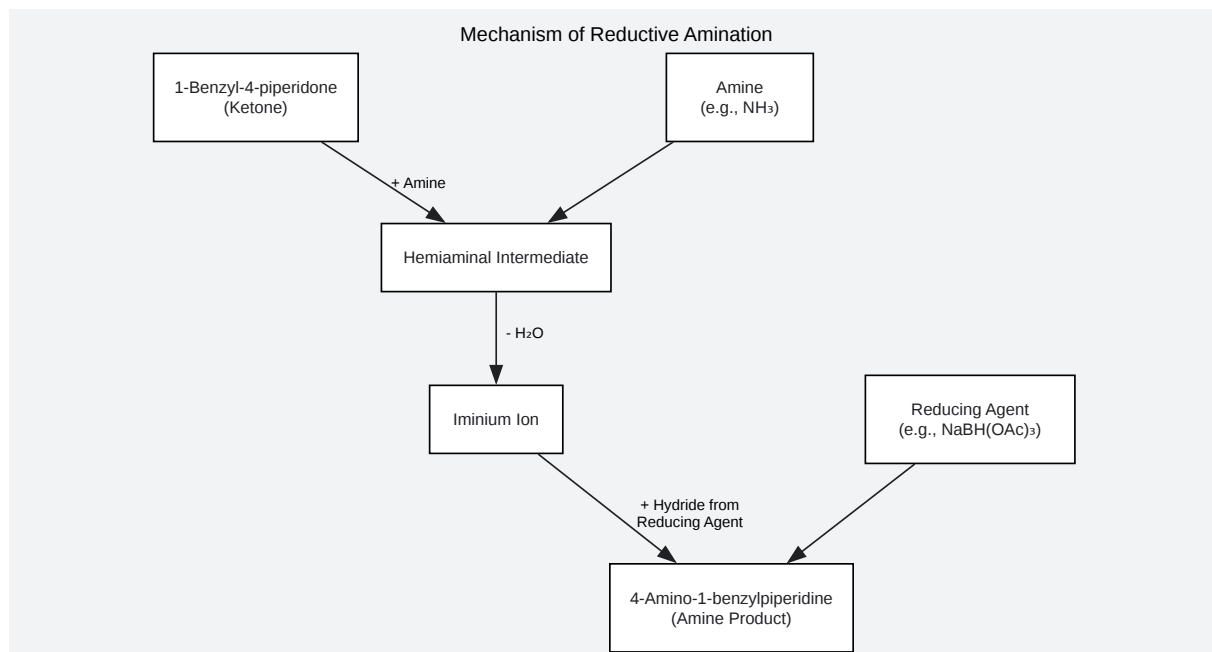 Mechanism of Reductive Amination
1-Benzyl-4-piperidone
(Ketone)
Amine
(e.g., NH₃)
+ Amine
Hemiaminal Intermediate
- H₂O
Iminium Ion
Reducing Agent
(e.g., NaBH(OAc)₃)
+ Hydride from
Reducing Agent
4-Amino-1-benzylpiperidine
(Amine Product)